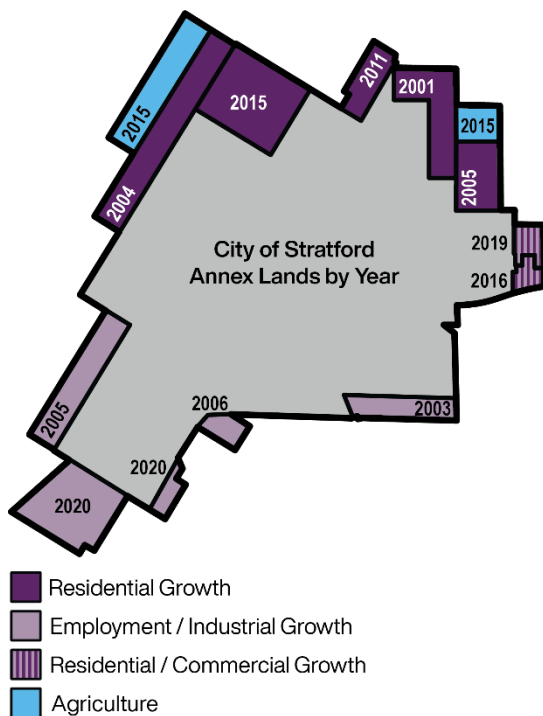 2011
2001
2015
2015
2015
2004
2005
2019
City of Stratford
Annex Lands by Year
2016
2005
2006
2003
2020
2020
Residential Growth
Employment / Industrial Growth
Residential / Commercial Growth
Agriculture